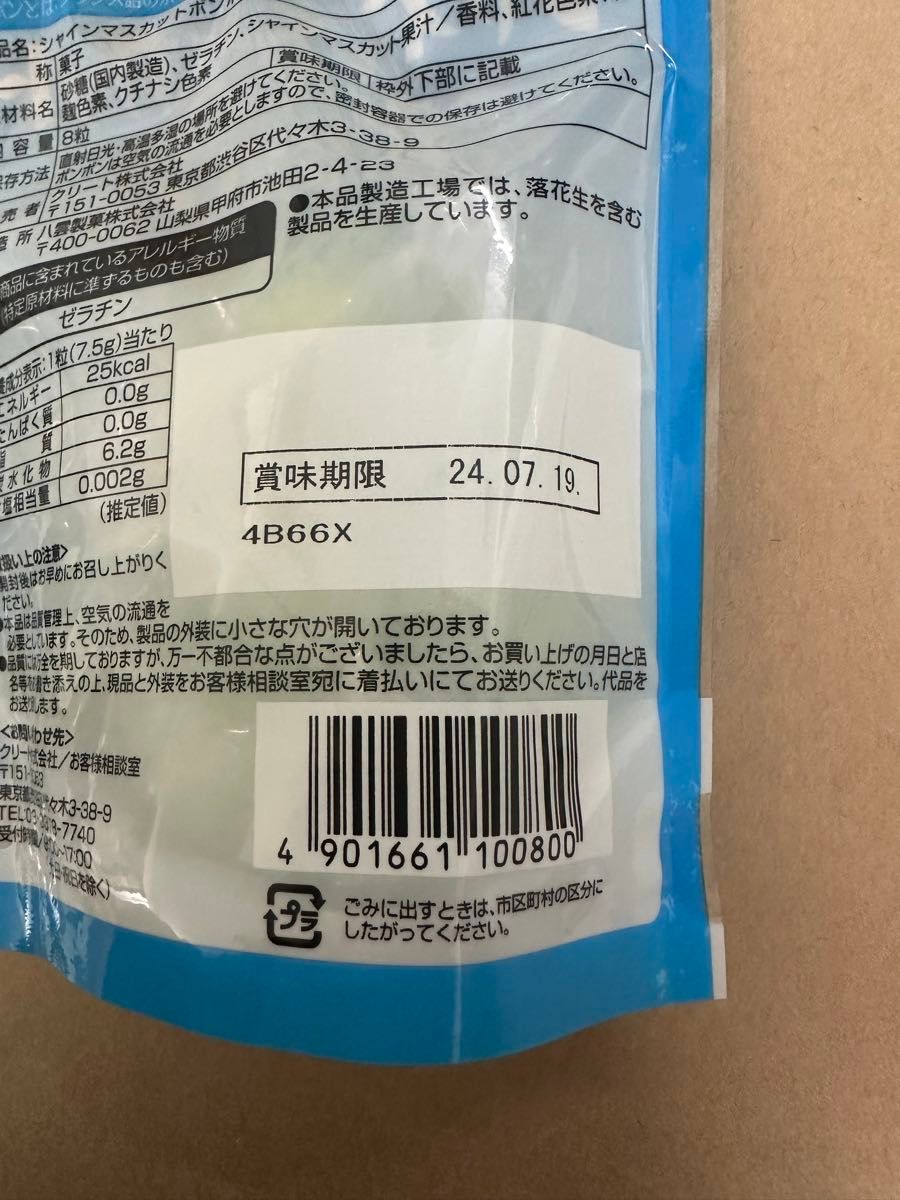 品名:シャインマスカットボンボ
称 菓子
材料名 砂糖(国内製造)、ゼラチン、シャインマスカット果汁/香料、紅花色素
麹色素、クチナシ色素
内容量 8粒 賞味期限 枠外下部に記載
保存方法 直射日光・高温多湿の場所を避けてください。
ボンボンは空気の流通を必要としますので、密封容器での保存は避けてください。
売者 クリート株式会社
〒151-0053 東京都渋谷区代々木3-38-9
造所 八雲製菓株式会社
〒400-0062 山梨県甲府市池田2-4-23
●本品製造工場では、落花生を含む
製品を生産しています。
商品に含まれているアレルギー物質
(特定原材料に準ずるものも含む)
ゼラチン
養成分表示:1粒(7.5g)当たり
エネルギー 25kcal
たんぱく質 0.0g
脂質 0.0g
炭水化物 6.2g
食塩相当量 0.002g
(推定値)
賞味期限 24.07.19.
4B66X
扱い上の注意>
開封後はお早めにお召し上がりく
ださい。
●本品は品質管理上、空気の流通を
必要としています。そのため、製品の外装に小さな穴が開いております。
●品質には万全を期しておりますが、万一不都合な点がございましたら、お買い上げの月日と店
名等お書き添えの上、現品と外装をお客様相談室宛に着払いにてお送りください。代品を
お送り致します。
<お問い合わせ先>
クリート株式会社/お客様相談室
〒151-0053
東京都渋谷区代々木3-38-9
7740
17:00
日・祝日を除く)
4 901661 100800
プラ
ごみに出すときは、市区町村の区分に
したがってください。